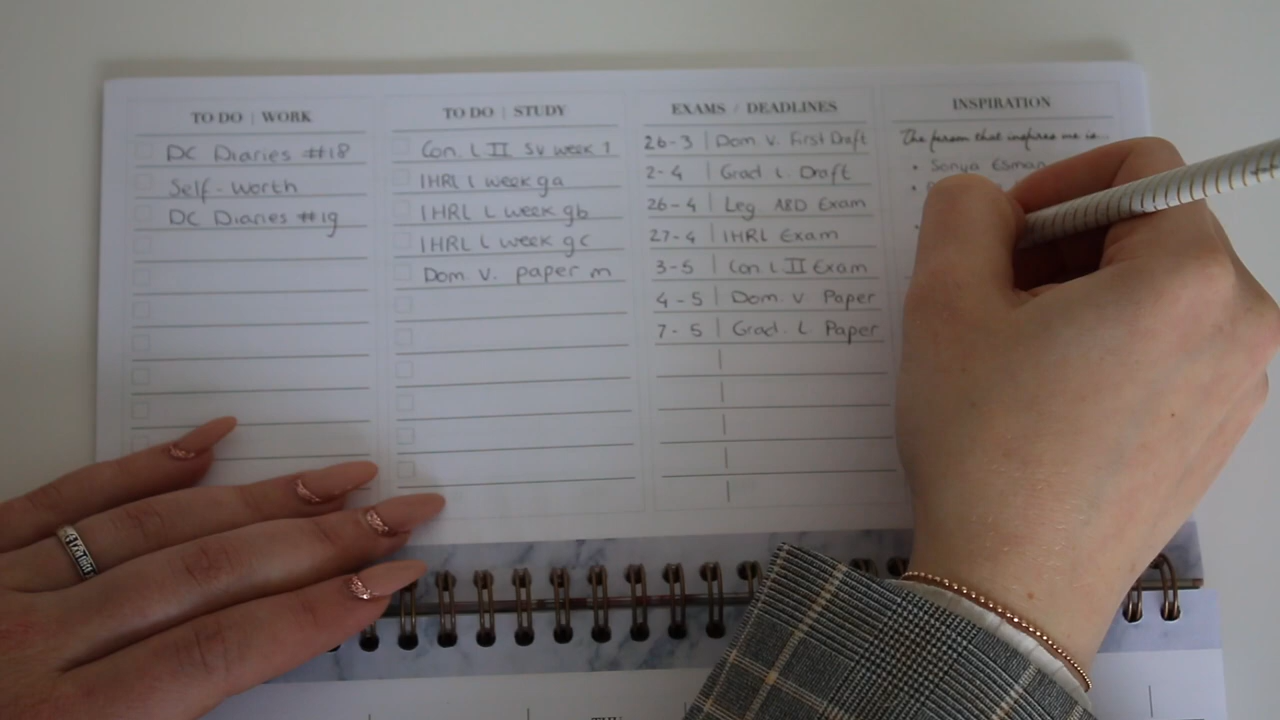 TO DO | WORK
DC Diaries #18
Self-Worth
DC Diaries #19
TO DO | STUDY
Con. L II SV week 7
IHRL L week 9a
IHRL L week 9b
IHRL L week 9c
Dom. V. paper m
EXAMS / DEADLINES
26-3 | Dom V. First Draft
2-4 | Grad L. Draft
26-4 | Leg. A&D Exam
27-4 | IHRL Exam
3-5 | Con. L II Exam
4-5 | Dom. V Paper
7-5 | Grad. L Paper
INSPIRATION
The person that inspires me is...
• Sonya Esman
THU